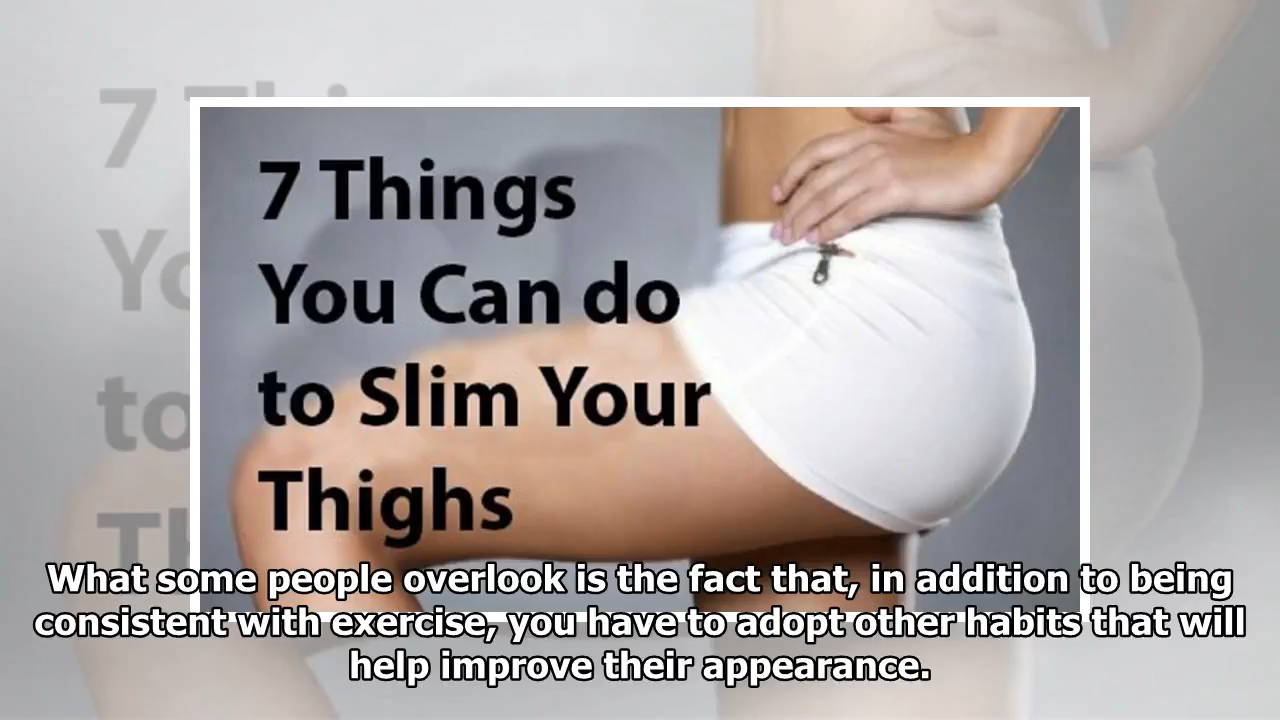 7 Things
You Can do
to Slim Your
Thighs
What some people overlook is the fact that, in addition to being
consistent with exercise, you have to adopt other habits that will
help improve their appearance.